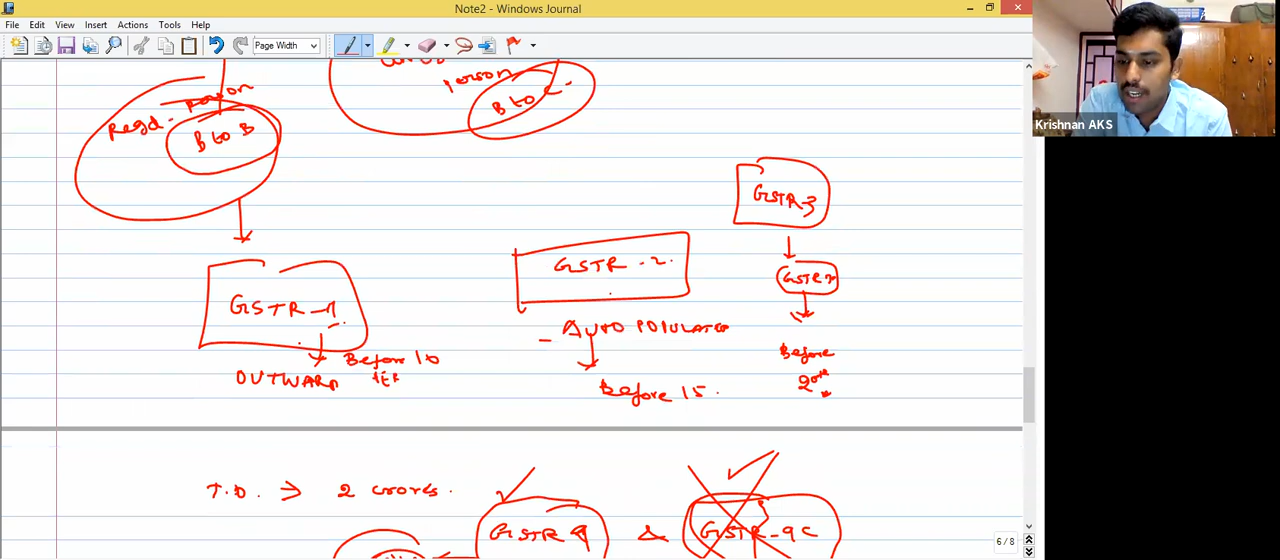 Note2 - Windows Journal
File Edit View Insert Actions Tools Help
Page Width
Krishnan AKS
Person
B to C
Regd. Person
B to B
GSTR-3
GSTR-2.
GSTR-1
AUTO POPULATED
Before 10
OUTWARD
Before
20th
Before 15.
T.O. => 2 crores.
GSTR 9 & GSTR-9C
6 / 8